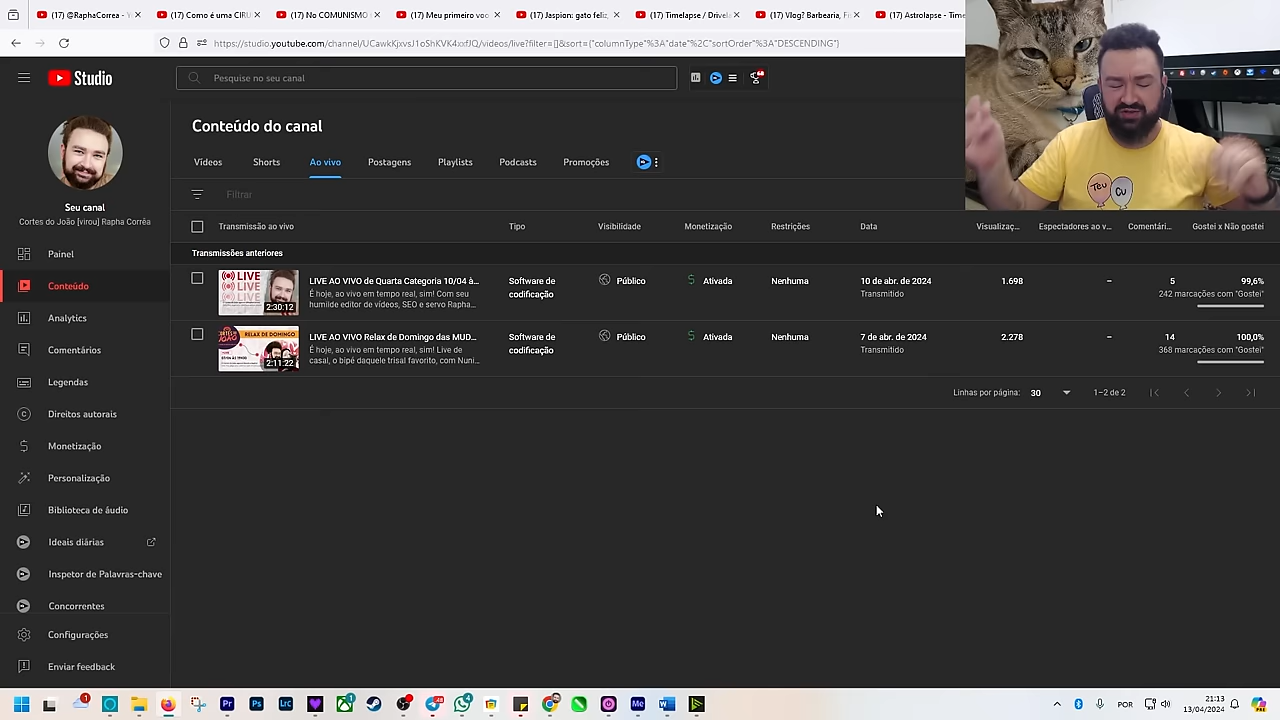 (17) @RaphaCorrea - Y
(17) Como é uma CIRU
(17) No COMUNISMO
(17) Meu primeiro voo
(17) Jaspion: gato feliz,
(17) Timelapse / Drivel
(17) Vlog? Barbearia, F
(17) Astrolapse - Time
https://studio.youtube.com/channel/UCawkKjxvsJ1oShKVK4xifJQ/videos/live?filter=[]&sort={"columnType"%3A"date"%2C"sortOrder"%3A"DESCENDING"}
Studio
Pesquise no seu canal
Conteúdo do canal
Vídeos
Shorts
Ao vivo
Postagens
Playlists
Podcasts
Promoções
Filtrar
TEU
CU
Seu canal
Cortes do João [virou] Rapha Corrêa
Painel
Conteúdo
Analytics
Comentários
Legendas
Direitos autorais
Monetização
Personalização
Biblioteca de áudio
Ideais diárias
Inspetor de Palavras-chave
Concorrentes
Configurações
Enviar feedback
Transmissão ao vivo
Tipo
Visibilidade
Monetização
Restrições
Data
Visualizaç...
Espectadores ao v...
Comentári...
Gostei x Não gostei
Transmissões anteriores
LIVE
LIVE
LIVE
2:30:12
LIVE AO VIVO de Quarta Categoria 10/04 à...
É hoje, ao vivo em tempo real, sim! Com seu
humilde editor de vídeos, SEO e servo Rapha...
Software de
codificação
Público
Ativada
Nenhuma
10 de abr. de 2024
Transmitido
1.698
–
5
99,6%
242 marcações com "Gostei"
RELAX DE DOMINGO
2:11:22
LIVE AO VIVO Relax de Domingo das MUD...
É hoje, ao vivo em tempo real, sim! Live de
casal, o bipê daquele trisal favorito, com Nuni...
Software de
codificação
Público
Ativada
Nenhuma
7 de abr. de 2024
Transmitido
2.278
–
14
100,0%
368 marcações com "Gostei"
Linhas por página:
30
1–2 de 2
POR
21:13
13/04/2024